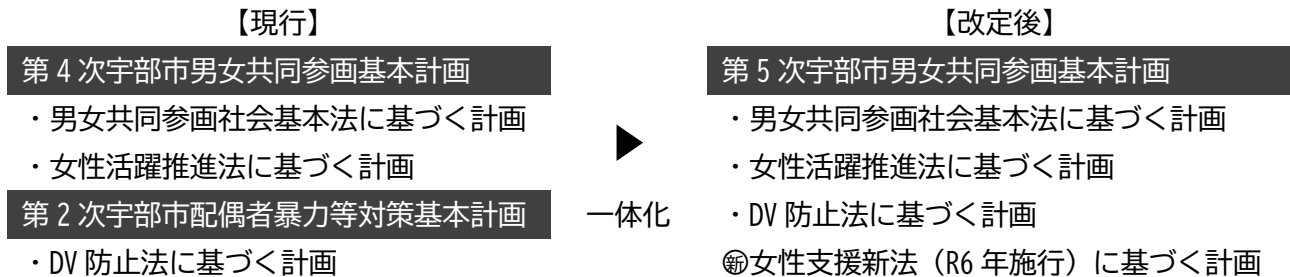 【現行】
第4次宇部市男女共同参画基本計画
・男女共同参画社会基本法に基づく計画
・女性活躍推進法に基づく計画
第2次宇部市配偶者暴力等対策基本計画
・DV防止法に基づく計画
▶
一体化
【改定後】
第5次宇部市男女共同参画基本計画
・男女共同参画社会基本法に基づく計画
・女性活躍推進法に基づく計画
・DV防止法に基づく計画
㊟女性支援新法（R6年施行）に基づく計画